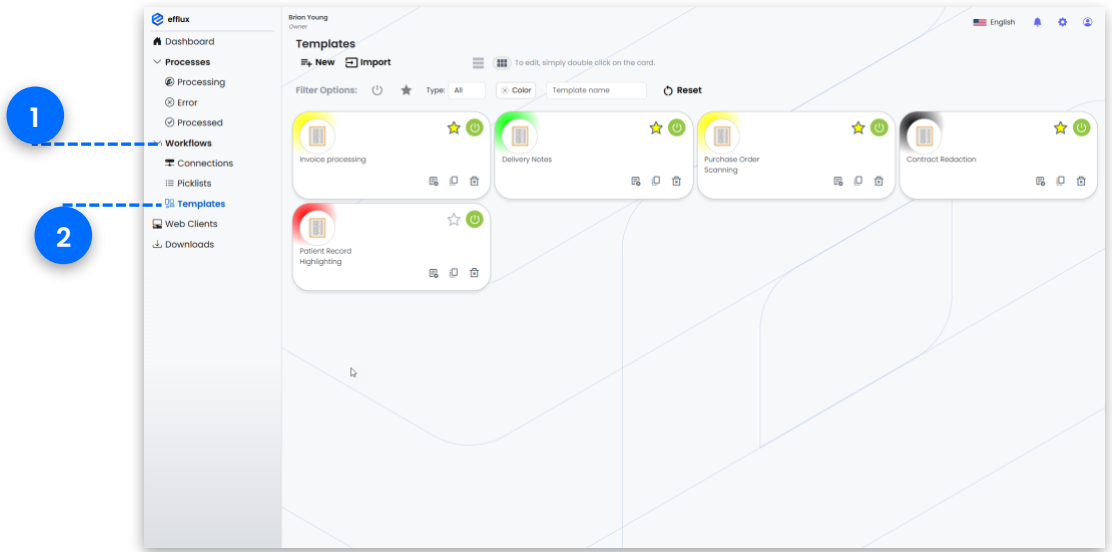 efflux
Dashboard
Processes
Processing
Error
Processed
Workflows
Connections
Picklists
Templates
Web Clients
Downloads
1
2
Brian Young
Owner
English
Templates
New Import To edit, simply double click on the card.
Filter Options: Type: All Color Template name Reset
Invoice processing
Delivery Notes
Purchase Order
Scanning
Contract Redaction
Patient Record
Highlighting